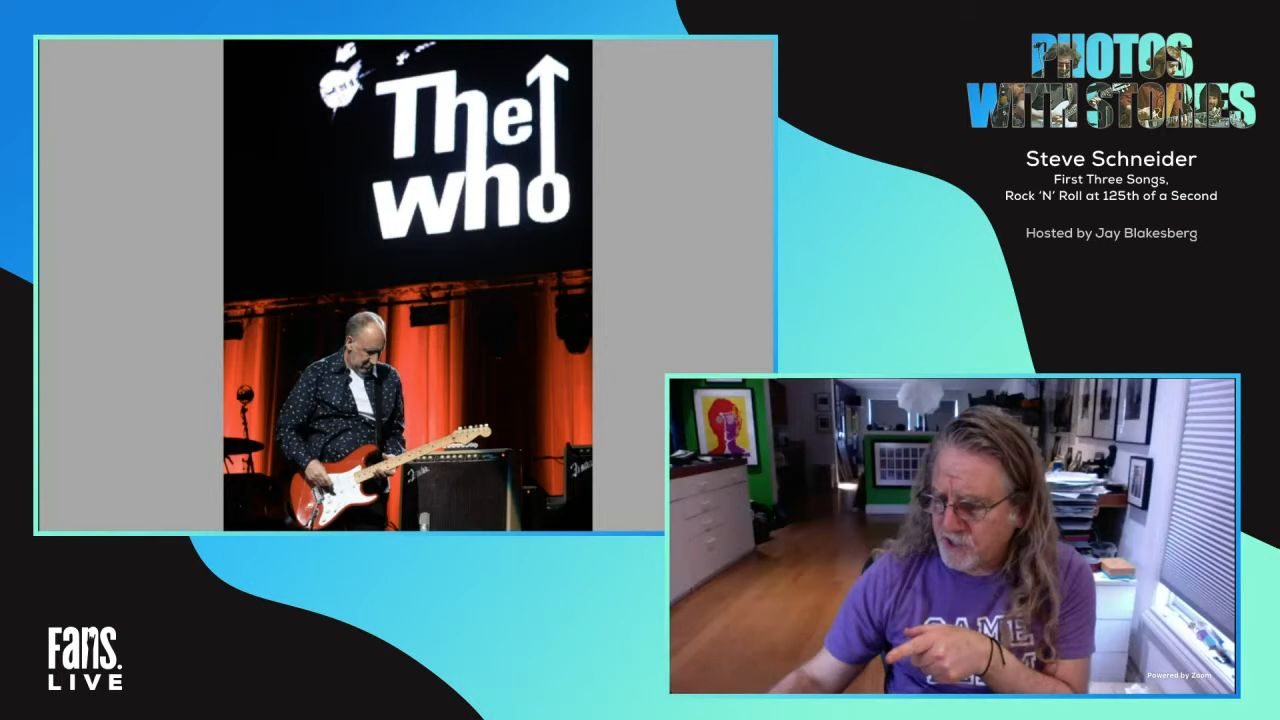 The
who
PHOTOS
WITH STORIES
Steve Schneider
First Three Songs,
Rock ‘N’ Roll at 125th of a Second
Hosted by Jay Blakesberg
Fender
GAME
Powered by Zoom
Fans.
LIVE